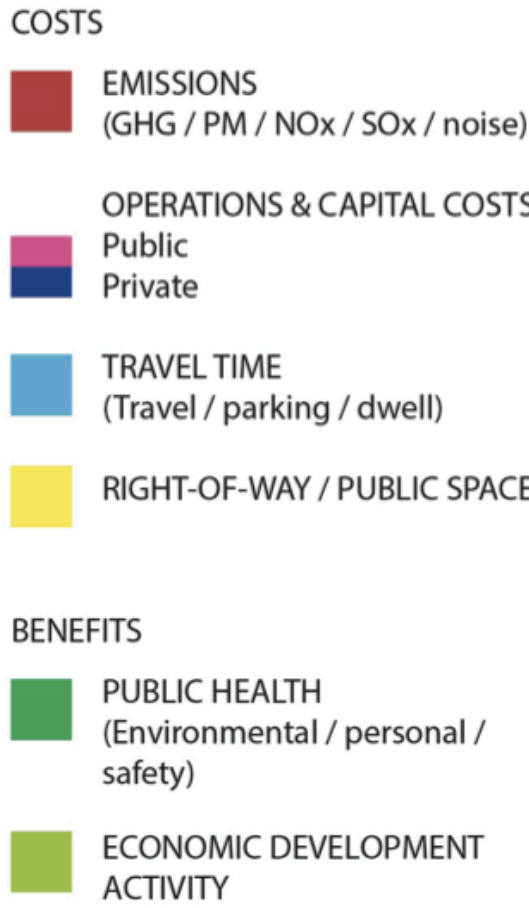 COSTS
EMISSIONS
(GHG / PM / NOx / SOx / noise)
OPERATIONS & CAPITAL COSTS
Public
Private
TRAVEL TIME
(Travel / parking / dwell)
RIGHT-OF-WAY / PUBLIC SPACE
BENEFITS
PUBLIC HEALTH
(Environmental / personal /
safety)
ECONOMIC DEVELOPMENT
ACTIVITY